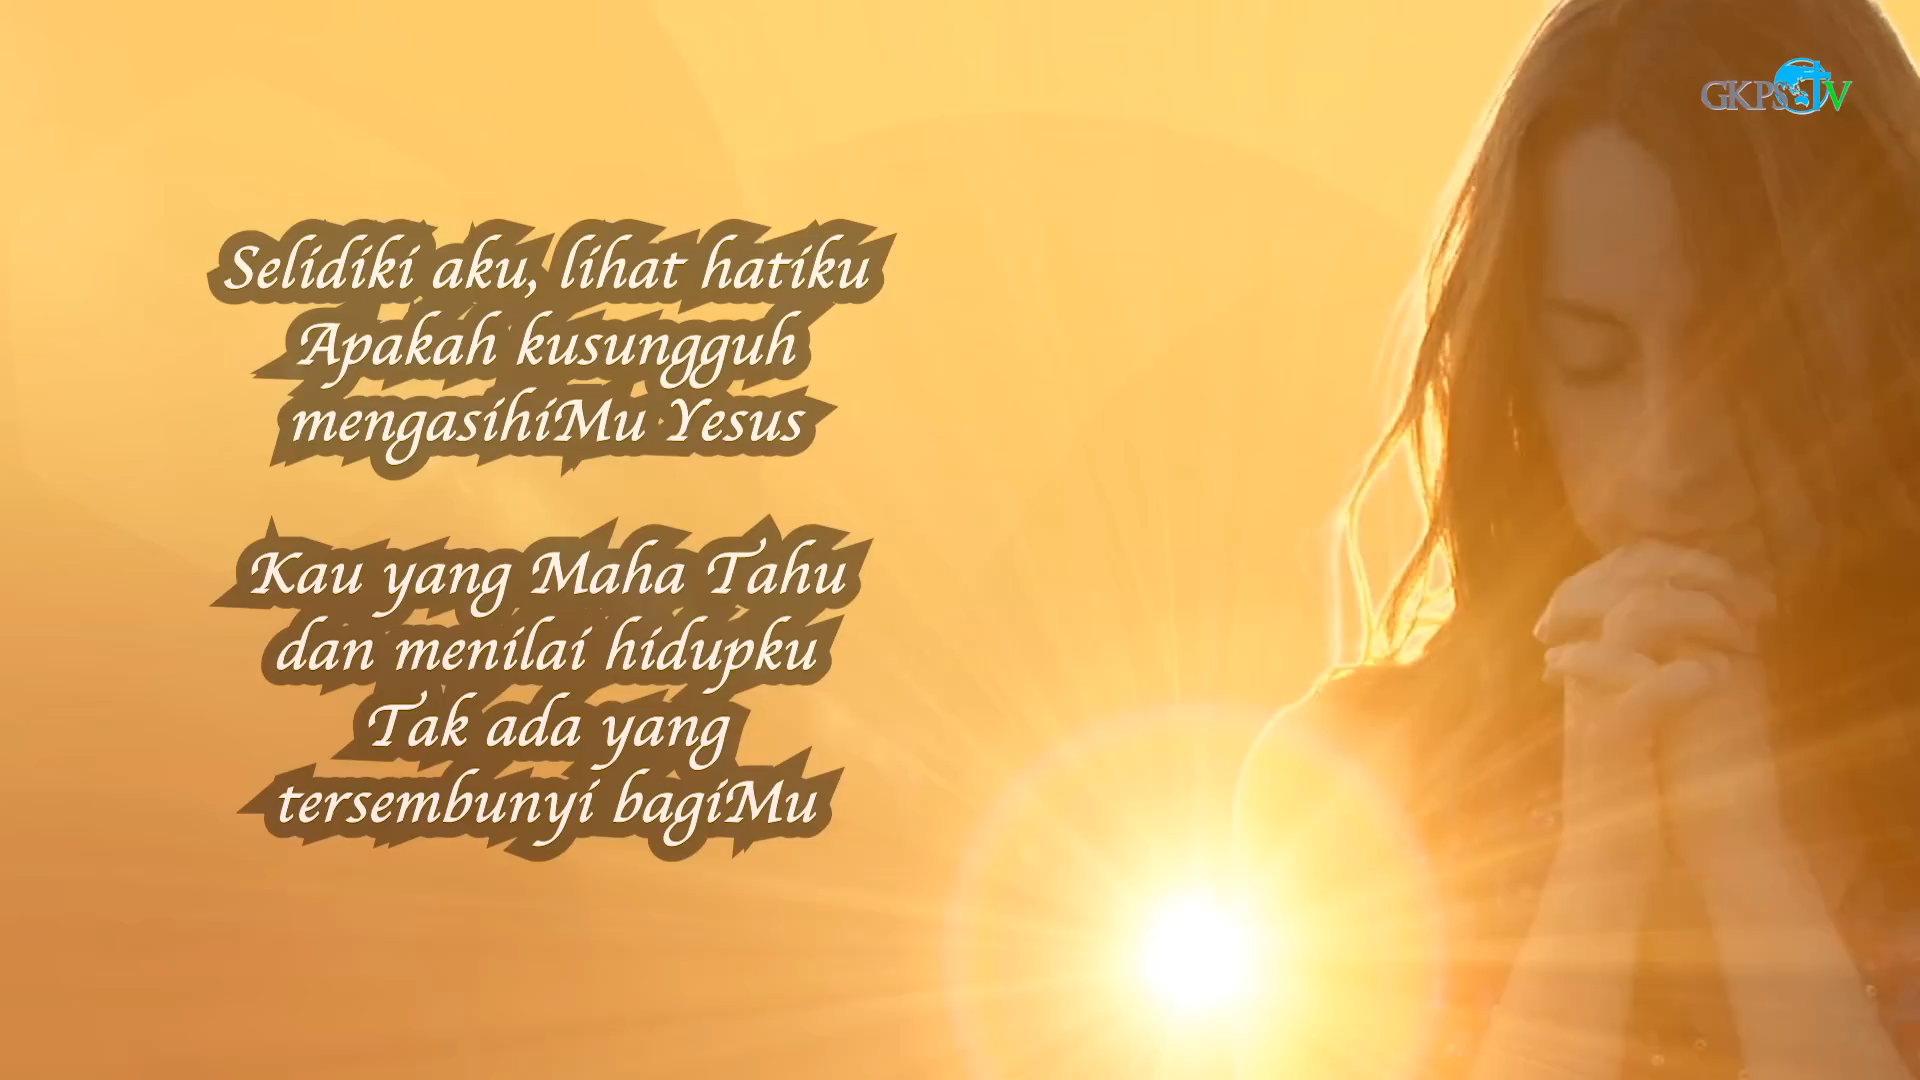 GKPS TV
Selidiki aku, lihat hatiku
Apakah kusungguh
mengasihiMu Yesus
Kau yang Maha Tahu
dan menilai hidupku
Tak ada yang
tersembunyi bagiMu